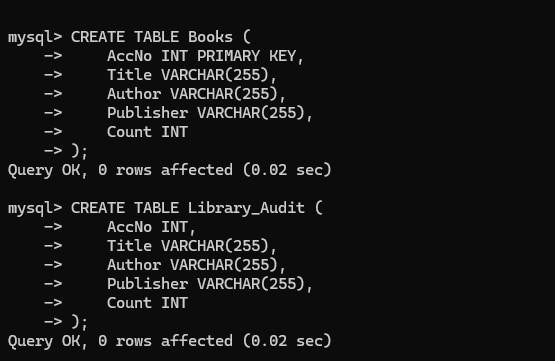 mysql> CREATE TABLE Books (
    ->     AccNo INT PRIMARY KEY,
    ->     Title VARCHAR(255),
    ->     Author VARCHAR(255),
    ->     Publisher VARCHAR(255),
    ->     Count INT
    -> );
Query OK, 0 rows affected (0.02 sec)

mysql> CREATE TABLE Library_Audit (
    ->     AccNo INT,
    ->     Title VARCHAR(255),
    ->     Author VARCHAR(255),
    ->     Publisher VARCHAR(255),
    ->     Count INT
    -> );
Query OK, 0 rows affected (0.02 sec)